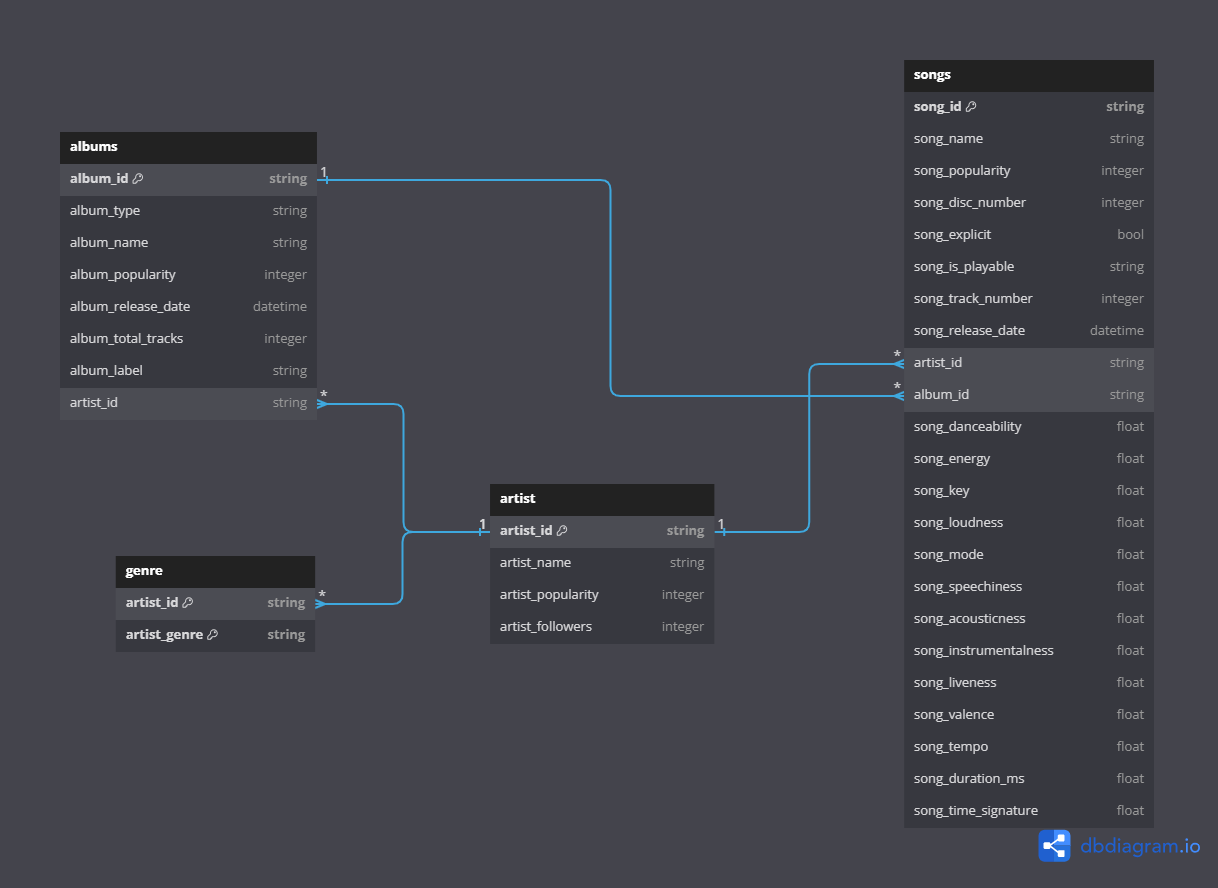 albums
album_id string
album_type string
album_name string
album_popularity integer
album_release_date datetime
album_total_tracks integer
album_label string
artist_id string
1
*
genre
artist_id string
artist_genre string
*
artist
artist_id string
artist_name string
artist_popularity integer
artist_followers integer
1
1
songs
song_id string
song_name string
song_popularity integer
song_disc_number integer
song_explicit bool
song_is_playable string
song_track_number integer
song_release_date datetime
artist_id string
album_id string
song_danceability float
song_energy float
song_key float
song_loudness float
song_mode float
song_speechiness float
song_acousticness float
song_instrumentalness float
song_liveness float
song_valence float
song_tempo float
song_duration_ms float
song_time_signature float
*
*
dbdiagram.io